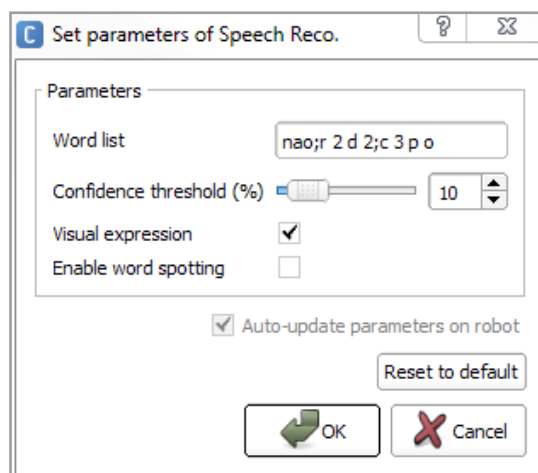 C Set parameters of Speech Reco. ?
Parameters
Word list nao;r 2 d 2;c 3 p o
Confidence threshold (%) 10
Visual expression
Enable word spotting
Auto-update parameters on robot
Reset to default
OK Cancel